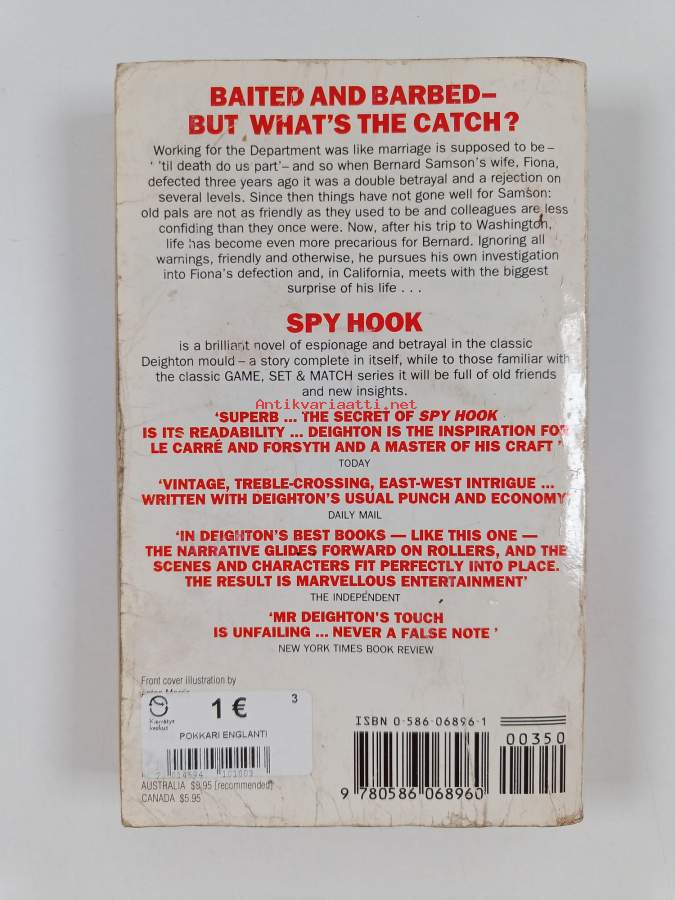 BAITED AND BARBED–
BUT WHAT'S THE CATCH?
Working for the Department was like marriage is supposed to be –
' 'til death do us part' – and so when Bernard Samson's wife, Fiona,
defected three years ago it was a double betrayal and a rejection on
several levels. Since then things have not gone well for Samson:
old pals are not as friendly as they used to be and colleagues are less
confiding than they once were. Now, after his trip to Washington,
life has become even more precarious for Bernard. Ignoring all
warnings, friendly and otherwise, he pursues his own investigation
into Fiona's defection and, in California, meets with the biggest
surprise of his life . . .
SPY HOOK
is a brilliant novel of espionage and betrayal in the classic
Deighton mould – a story complete in itself, while to those familiar with
the classic GAME, SET & MATCH series it will be full of old friends
and new insights.
Antikvariaatti.net
'SUPERB ... THE SECRET OF SPY HOOK
IS ITS READABILITY ... DEIGHTON IS THE INSPIRATION FOR
LE CARRÉ AND FORSYTH AND A MASTER OF HIS CRAFT '
TODAY
'VINTAGE, TREBLE-CROSSING, EAST-WEST INTRIGUE ...
WRITTEN WITH DEIGHTON'S USUAL PUNCH AND ECONOMY'
DAILY MAIL
'IN DEIGHTON'S BEST BOOKS — LIKE THIS ONE —
THE NARRATIVE GLIDES FORWARD ON ROLLERS, AND THE
SCENES AND CHARACTERS FIT PERFECTLY INTO PLACE.
THE RESULT IS MARVELLOUS ENTERTAINMENT'
THE INDEPENDENT
'MR DEIGHTON'S TOUCH
IS UNFAILING ... NEVER A FALSE NOTE '
NEW YORK TIMES BOOK REVIEW
Front cover illustration by
3
1 €
Kierrätys
keskus
POKKARI ENGLANTI
AUSTRALIA $9.95 (recommended)
CANADA $5.95
ISBN 0-586-06896-1
00350
9 780586 068960